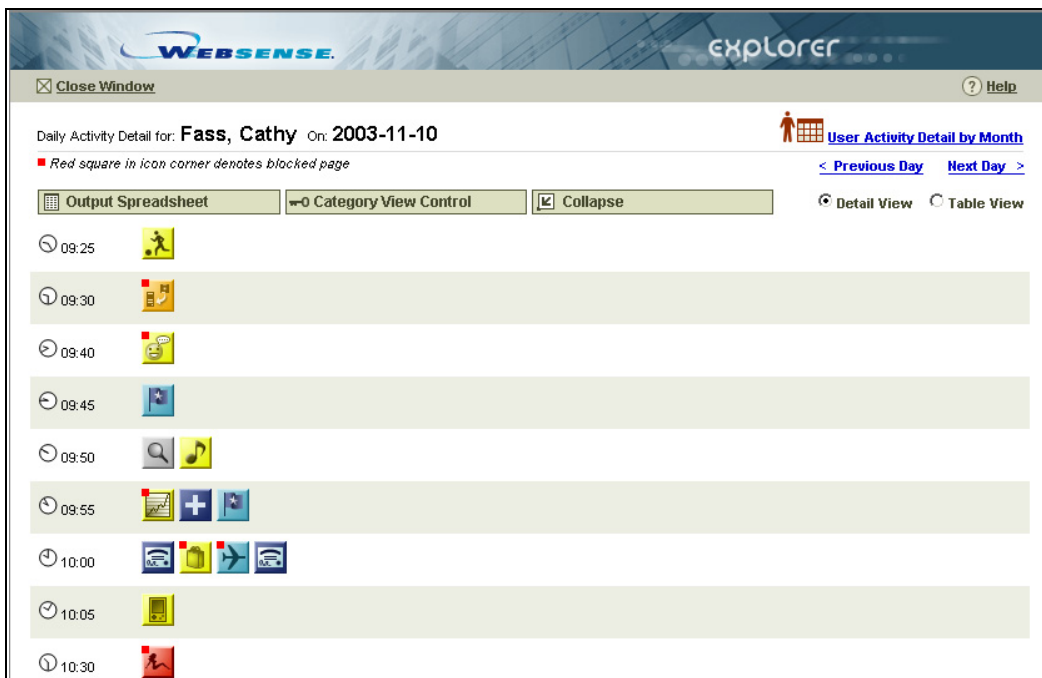 WEBSENSE. explorer
Close Window ? Help
Daily Activity Detail for: Fass, Cathy On: 2003-11-10 User Activity Detail by Month
Red square in icon corner denotes blocked page < Previous Day Next Day >
Output Spreadsheet Category View Control Collapse Detail View Table View
09:25
09:30
09:40
09:45
09:50
09:55
10:00
10:05
10:30